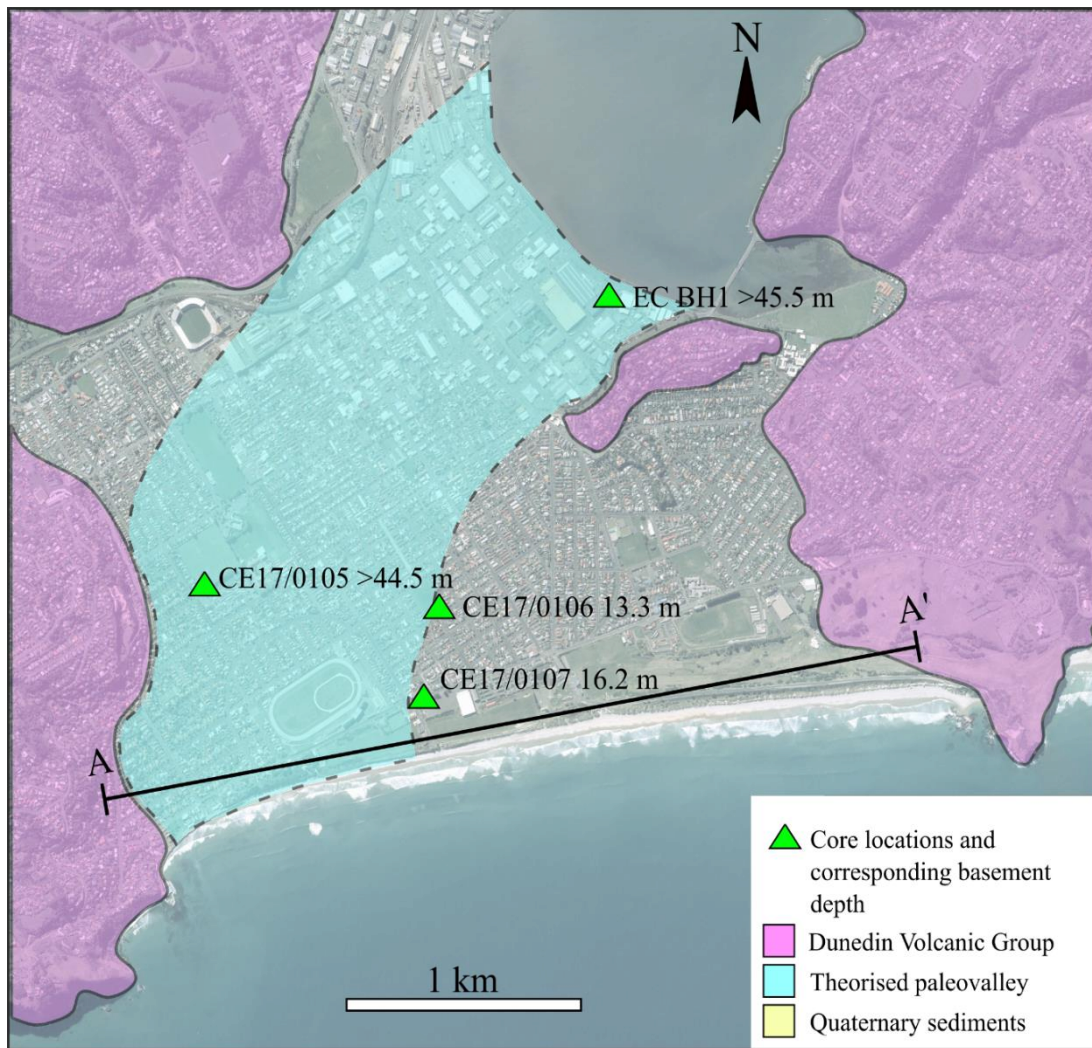 N
EC BH1 >45.5 m
CE17/0105 >44.5 m
CE17/0106 13.3 m
CE17/0107 16.2 m
A'
A
1 km
Core locations and
corresponding basement
depth
Dunedin Volcanic Group
Theorised paleovalley
Quaternary sediments